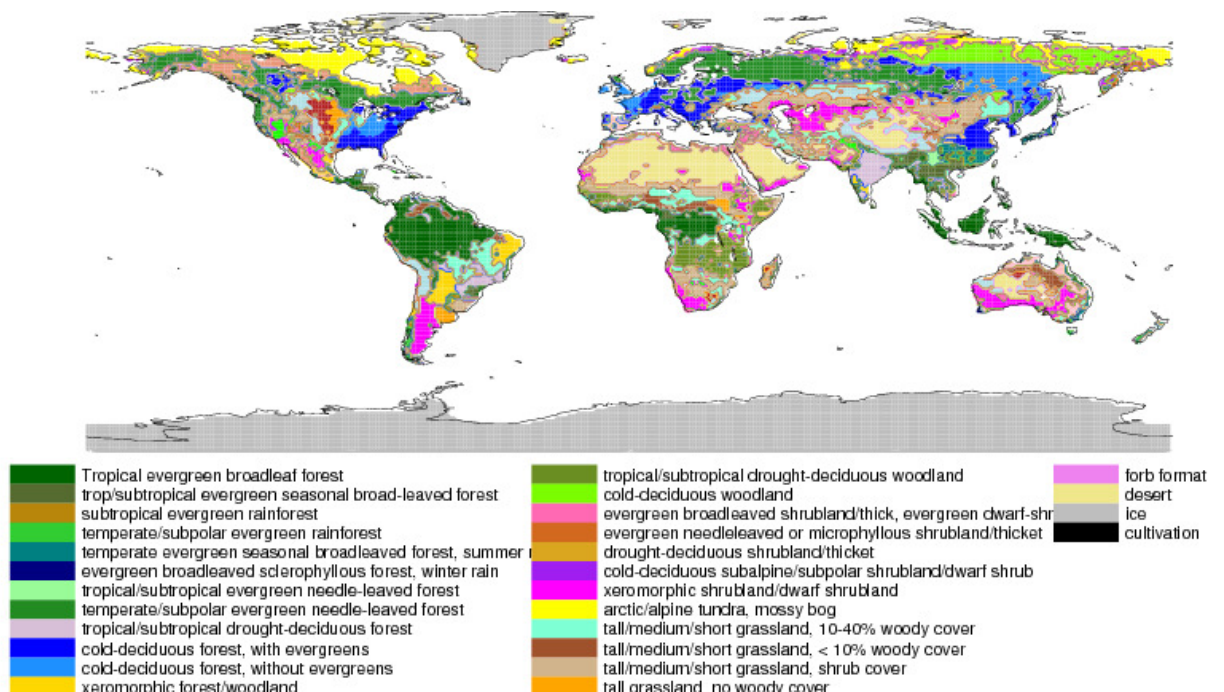 Tropical evergreen broadleaf forest
trop/subtropical evergreen seasonal broad-leaved forest
subtropical evergreen rainforest
temperate/subpolar evergreen rainforest
temperate evergreen seasonal broadleaved forest, summer
evergreen broadleaved sclerophyllous forest, winter rain
tropical/subtropical evergreen needle-leaved forest
temperate/subpolar evergreen needle-leaved forest
tropical/subtropical drought-deciduous forest
cold-deciduous forest, with evergreens
cold-deciduous forest, without evergreens
xeromorphic forest/woodland
tropical/subtropical drought-deciduous woodland
cold-deciduous woodland
evergreen broadleaved shrubland/thick, evergreen dwarf-shr
evergreen needleleaved or microphyllous shrubland/thicket
drought-deciduous shrubland/thicket
cold-deciduous subalpine/subpolar shrubland/dwarf shrub
xeromorphic shrubland/dwarf shrubland
arctic/alpine tundra, mossy bog
tall/medium/short grassland, 10-40% woody cover
tall/medium/short grassland, < 10% woody cover
tall/medium/short grassland, shrub cover
tall grassland, no woody cover
forb format
desert
ice
cultivation